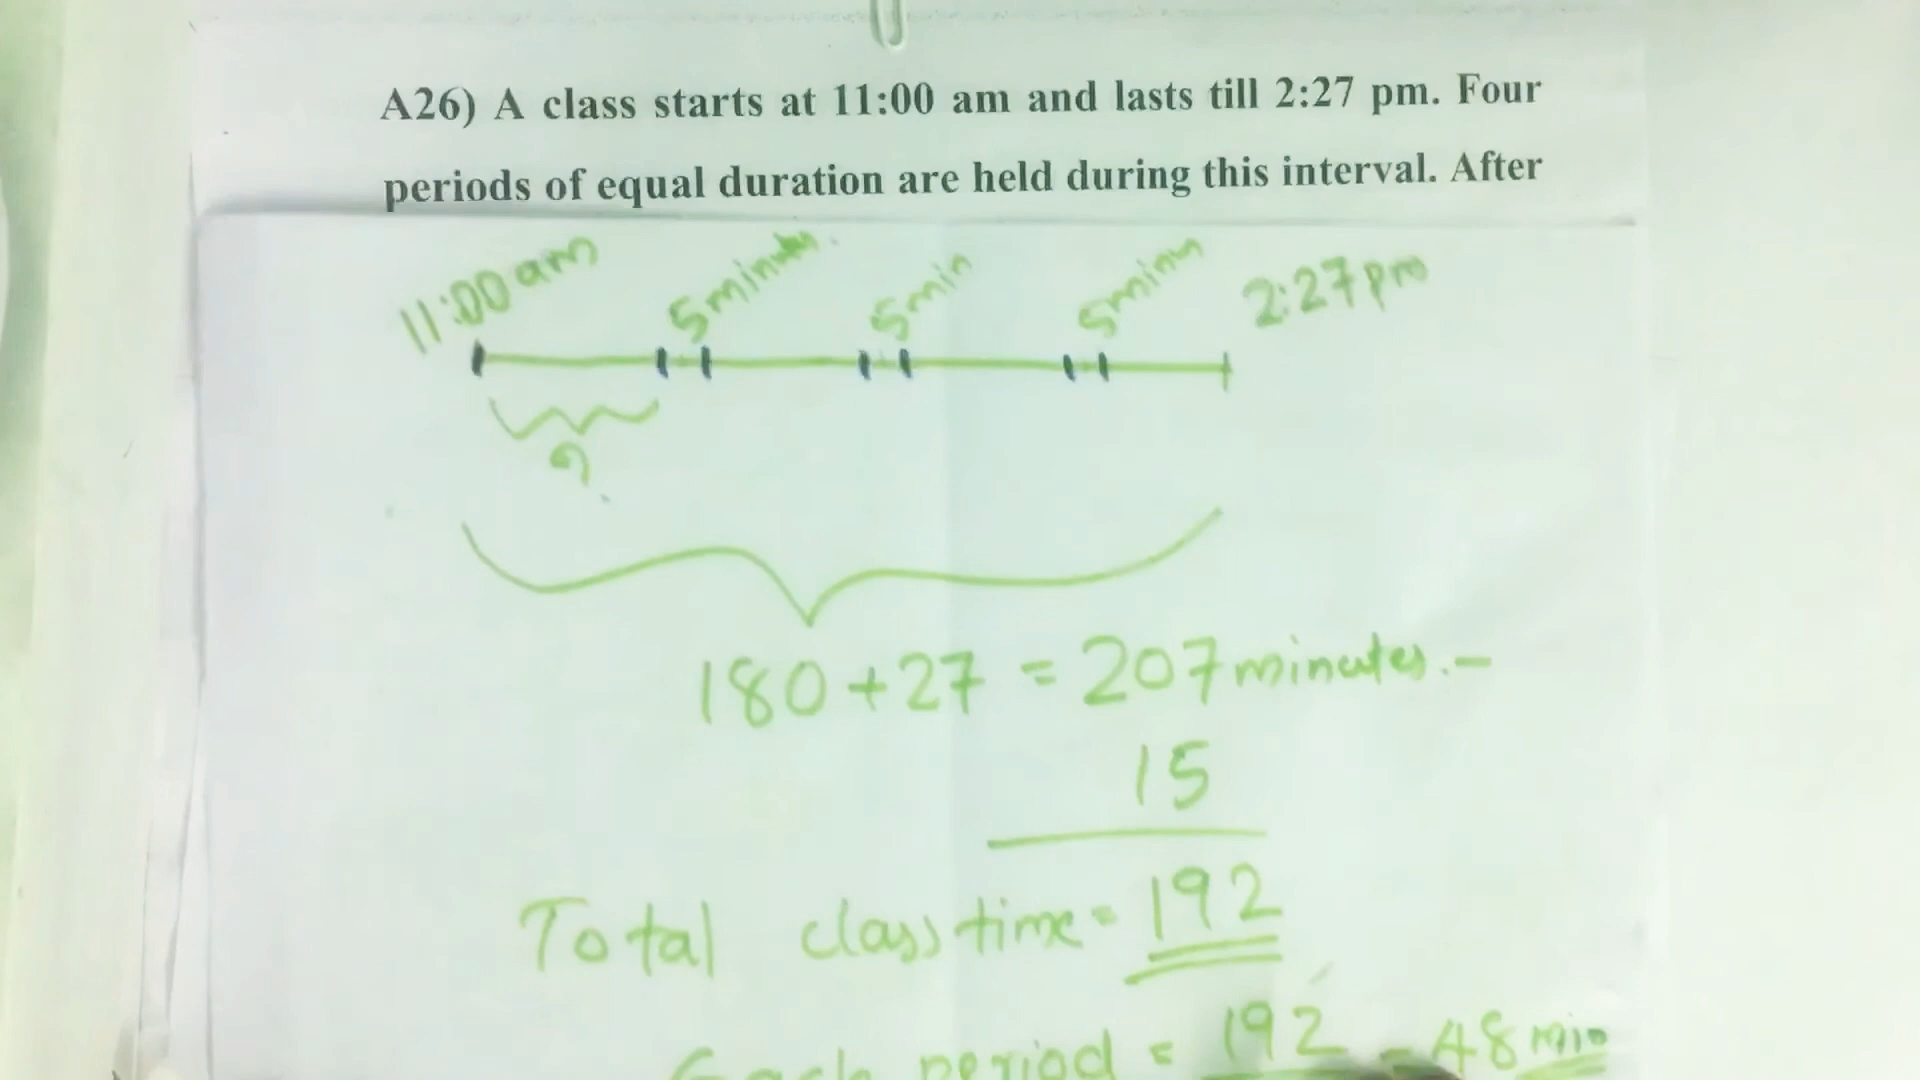 A26) A class starts at 11:00 am and lasts till 2:27 pm. Four
periods of equal duration are held during this interval. After
11:00 am 5 minutes. 5 min 5 minu 2:27 pm
?
180 + 27 = 207 minutes. -
15
Total class time = 192
Each period = 192 = 48 min